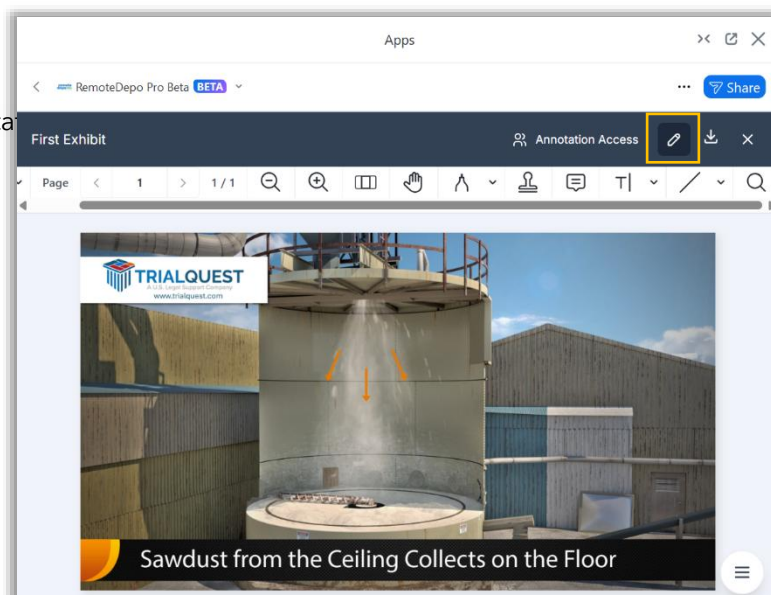 Apps
RemoteDepo Pro Beta BETA
Share
First Exhibit
Annotation Access
Page 1 1 / 1
T
TRIALQUEST
A U.S. Legal Support Company
www.trialquest.com
Sawdust from the Ceiling Collects on the Floor